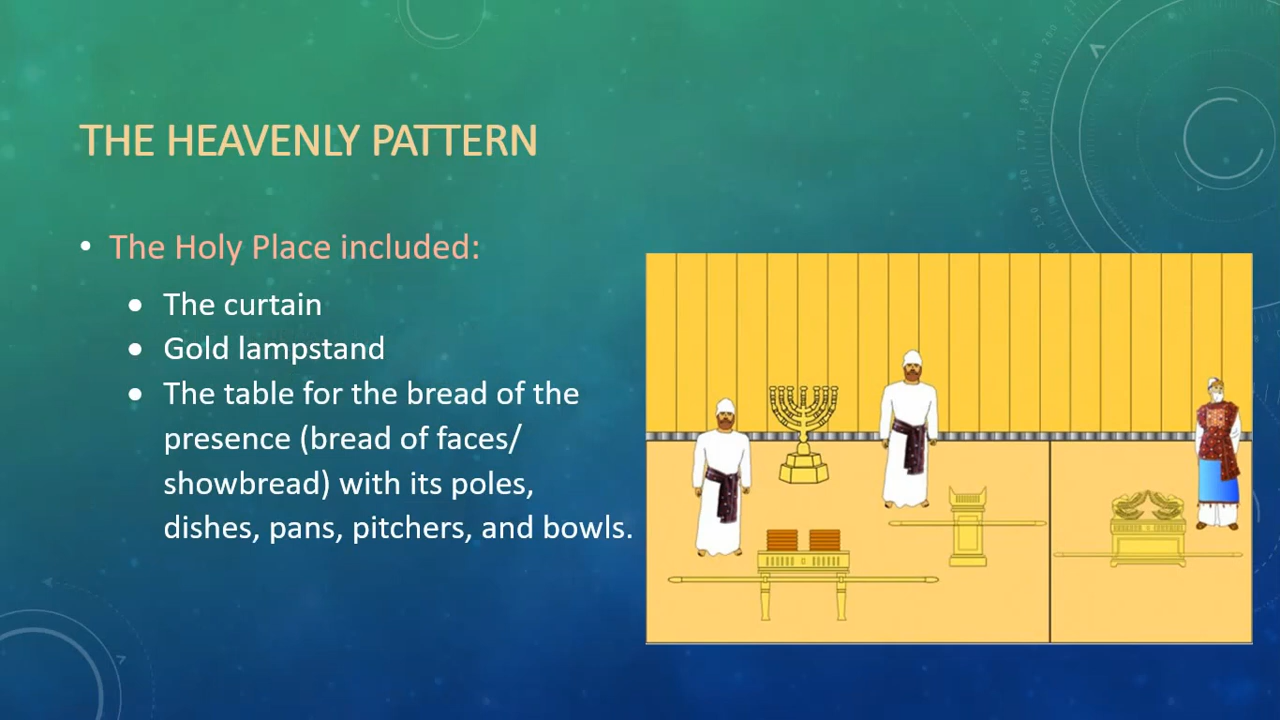 THE HEAVENLY PATTERN
• The Holy Place included:
• The curtain
• Gold lampstand
• The table for the bread of the
presence (bread of faces/
showbread) with its poles,
dishes, pans, pitchers, and bowls.